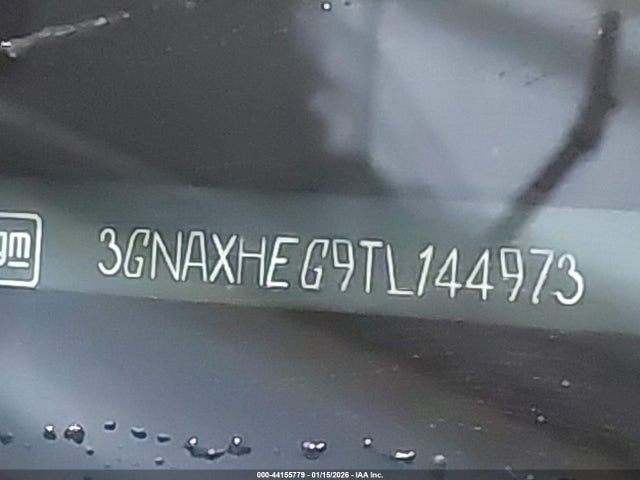 gm
3GNAXHEG9TL144973
000-44155779 - 01/15/2026 - IAA Inc.